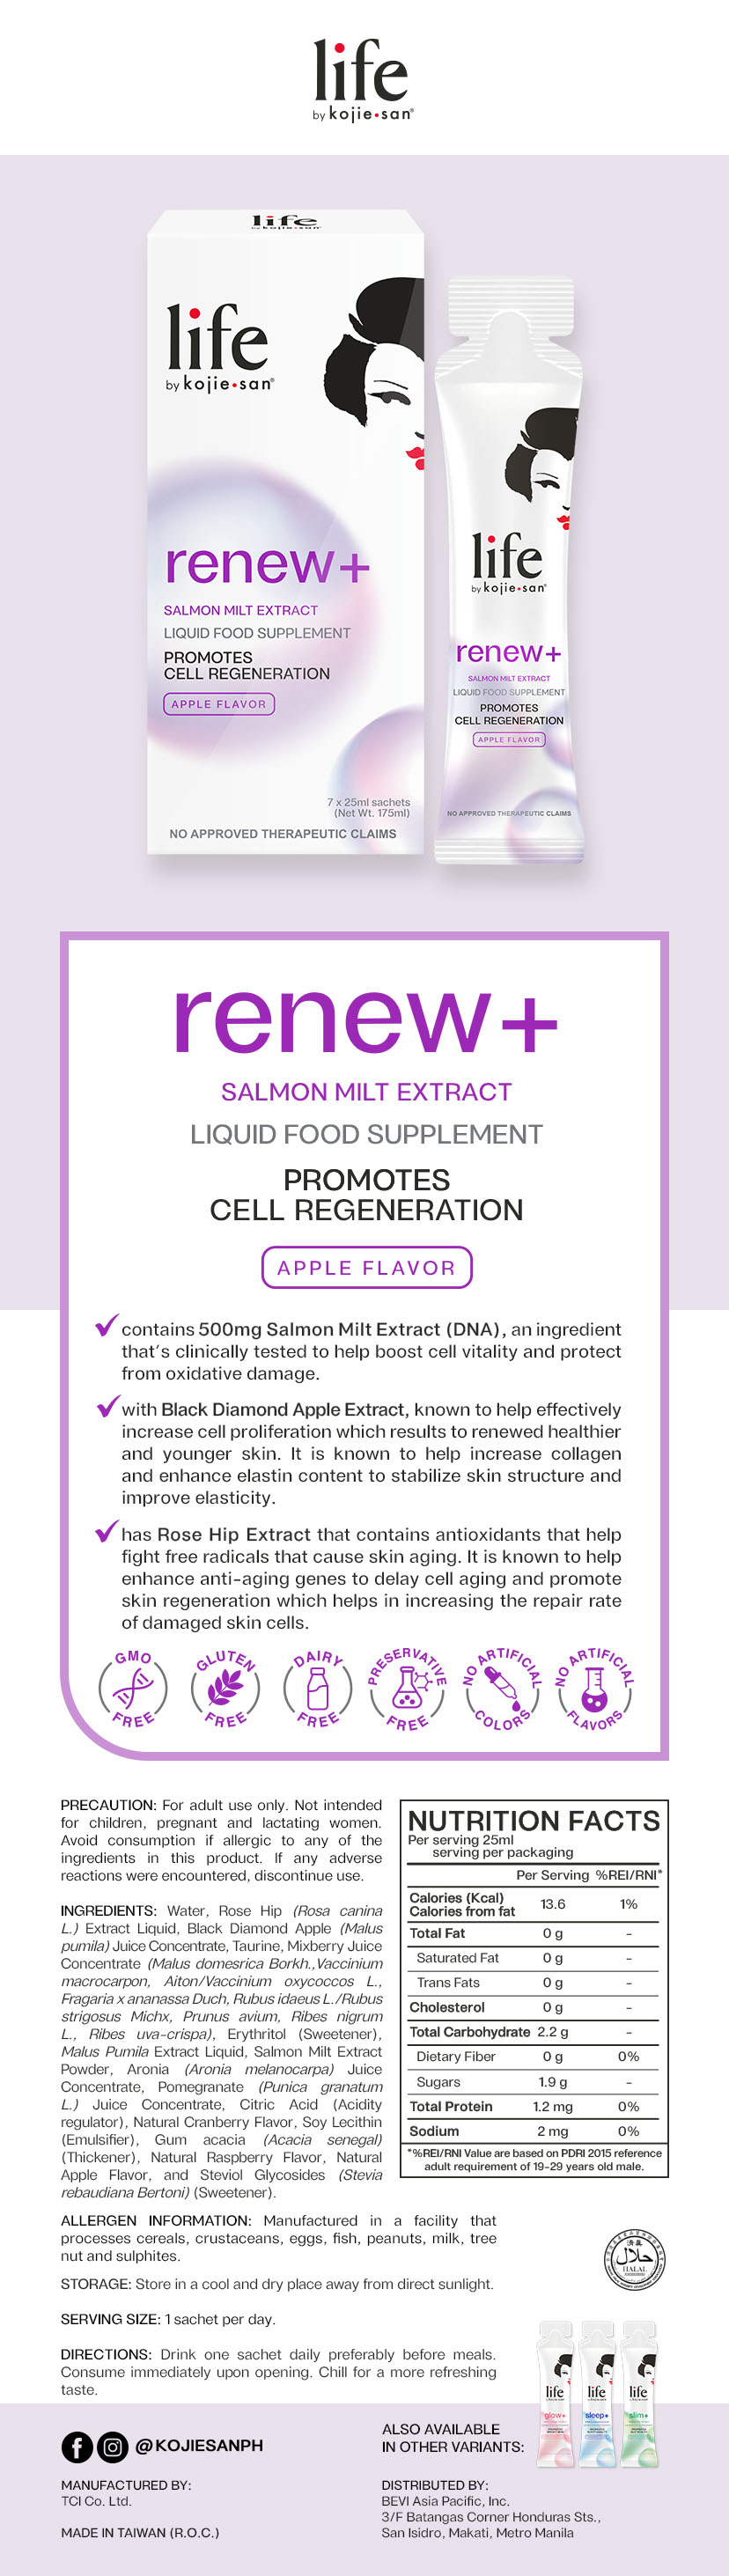 life
by kojie•san®
life
by kojie•san
life
by kojie•san®
renew+
SALMON MILT EXTRACT
LIQUID FOOD SUPPLEMENT
PROMOTES
CELL REGENERATION
APPLE FLAVOR
7 x 25ml sachets
(Net Wt. 175ml)
NO APPROVED THERAPEUTIC CLAIMS
life
by kojie•san®
renew+
SALMON MILT EXTRACT
LIQUID FOOD SUPPLEMENT
PROMOTES
CELL REGENERATION
APPLE FLAVOR
NO APPROVED THERAPEUTIC CLAIMS
renew+
SALMON MILT EXTRACT
LIQUID FOOD SUPPLEMENT
PROMOTES
CELL REGENERATION
APPLE FLAVOR
contains 500mg Salmon Milt Extract (DNA), an ingredient
that's clinically tested to help boost cell vitality and protect
from oxidative damage.
with Black Diamond Apple Extract, known to help effectively
increase cell proliferation which results to renewed healthier
and younger skin. It is known to help increase collagen
and enhance elastin content to stabilize skin structure and
improve elasticity.
has Rose Hip Extract that contains antioxidants that help
fight free radicals that cause skin aging. It is known to help
enhance anti-aging genes to delay cell aging and promote
skin regeneration which helps in increasing the repair rate
of damaged skin cells.
GMO FREE
GLUTEN FREE
DAIRY FREE
PRESERVATIVE FREE
NO ARTIFICIAL COLORS
NO ARTIFICIAL FLAVORS
PRECAUTION: For adult use only. Not intended
for children, pregnant and lactating women.
Avoid consumption if allergic to any of the
ingredients in this product. If any adverse
reactions were encountered, discontinue use.
INGREDIENTS: Water, Rose Hip (Rosa canina
L.) Extract Liquid, Black Diamond Apple (Malus
pumila) Juice Concentrate, Taurine, Mixberry Juice
Concentrate (Malus domesrica Borkh.,Vaccinium
macrocarpon, Aiton/Vaccinium oxycoccos L.,
Fragaria x ananassa Duch, Rubus idaeus L./Rubus
strigosus Michx, Prunus avium, Ribes nigrum
L., Ribes uva-crispa), Erythritol (Sweetener),
Malus Pumila Extract Liquid, Salmon Milt Extract
Powder, Aronia (Aronia melanocarpa) Juice
Concentrate, Pomegranate (Punica granatum
L.) Juice Concentrate, Citric Acid (Acidity
regulator), Natural Cranberry Flavor, Soy Lecithin
(Emulsifier), Gum acacia (Acacia senegal)
(Thickener), Natural Raspberry Flavor, Natural
Apple Flavor, and Steviol Glycosides (Stevia
rebaudiana Bertoni) (Sweetener).
NUTRITION FACTS
Per serving 25ml
serving per packaging
Per Serving %REI/RNI*
Calories (Kcal)
Calories from fat 13.6 1%
Total Fat 0 g -
Saturated Fat 0 g -
Trans Fats 0 g -
Cholesterol 0 g -
Total Carbohydrate 2.2 g -
Dietary Fiber 0 g 0%
Sugars 1.9 g -
Total Protein 1.2 mg 0%
Sodium 2 mg 0%
*%REI/RNI Value are based on PDRI 2015 reference
adult requirement of 19-29 years old male.
ALLERGEN INFORMATION: Manufactured in a facility that
processes cereals, crustaceans, eggs, fish, peanuts, milk, tree
nut and sulphites.
STORAGE: Store in a cool and dry place away from direct sunlight.
SERVING SIZE: 1 sachet per day.
DIRECTIONS: Drink one sachet daily preferably before meals.
Consume immediately upon opening. Chill for a more refreshing
taste.
حلال
HALAL
life
glow+
life
sleep+
life
slim+
@KOJIESANPH
ALSO AVAILABLE
IN OTHER VARIANTS:
MANUFACTURED BY:
TCI Co. Ltd.
MADE IN TAIWAN (R.O.C.)
DISTRIBUTED BY:
BEVI Asia Pacific, Inc.
3/F Batangas Corner Honduras Sts.,
San Isidro, Makati, Metro Manila